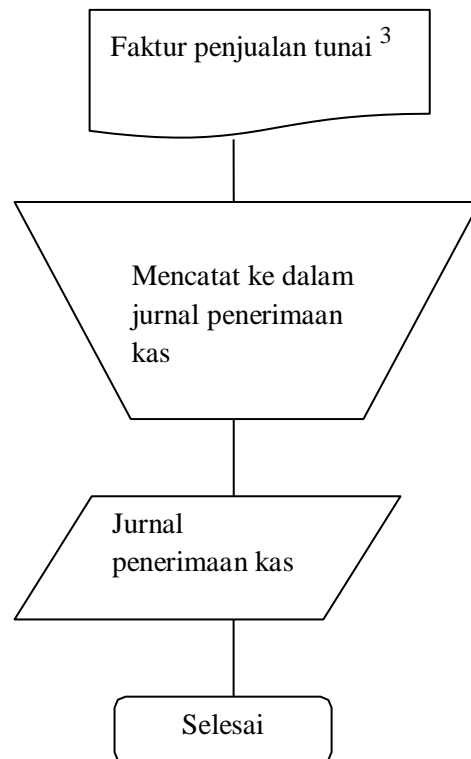 Faktur penjualan tunai 3
Mencatat ke dalam
jurnal penerimaan
kas
Jurnal
penerimaan kas
Selesai